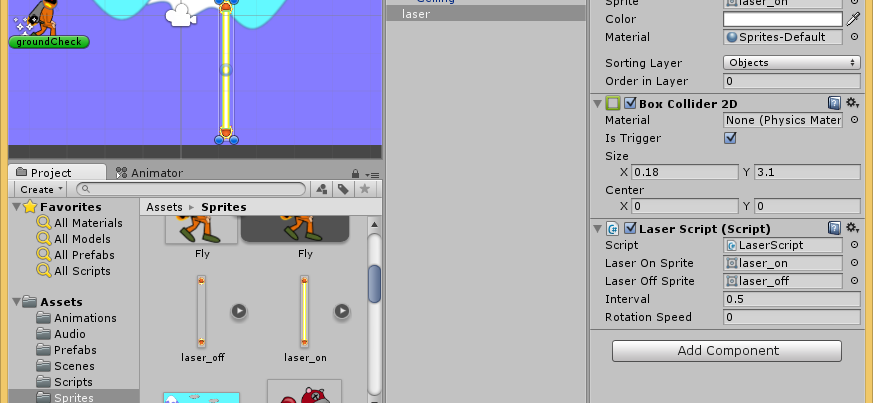 groundCheck
Project
Animator
Create
Favorites
All Materials
All Models
All Prefabs
All Scripts
Assets
Animations
Audio
Prefabs
Scenes
Scripts
Sprites
Assets ▸ Sprites
Fly Fly
laser_off laser_on
Ceiling
laser
Sprite laser_on
Color
Material Sprites-Default
Sorting Layer Objects
Order in Layer 0
Box Collider 2D
Material None (Physics Mater
Is Trigger
Size
X 0.18 Y 3.1
Center
X 0 Y 0
Laser Script (Script)
Script LaserScript
Laser On Sprite laser_on
Laser Off Sprite laser_off
Interval 0.5
Rotation Speed 0
Add Component